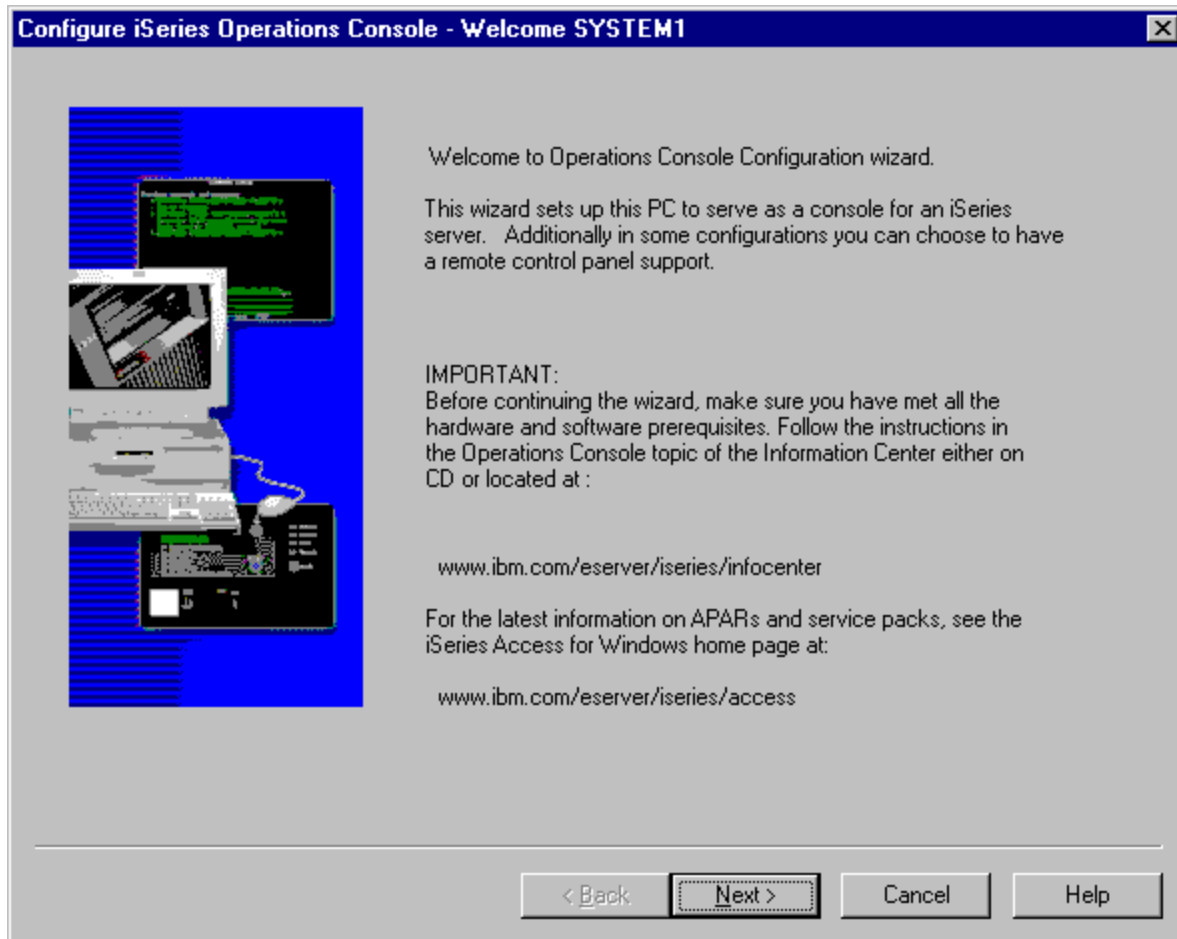 Configure iSeries Operations Console - Welcome SYSTEM1
Welcome to Operations Console Configuration wizard.
This wizard sets up this PC to serve as a console for an iSeries
server.   Additionally in some configurations you can choose to have
a remote control panel support.
IMPORTANT:
Before continuing the wizard, make sure you have met all the
hardware and software prerequisites. Follow the instructions in
the Operations Console topic of the Information Center either on
CD or located at :
www.ibm.com/eserver/iseries/infocenter
For the latest information on APARs and service packs, see the
iSeries Access for Windows home page at:
www.ibm.com/eserver/iseries/access
< Back
Next >
Cancel
Help